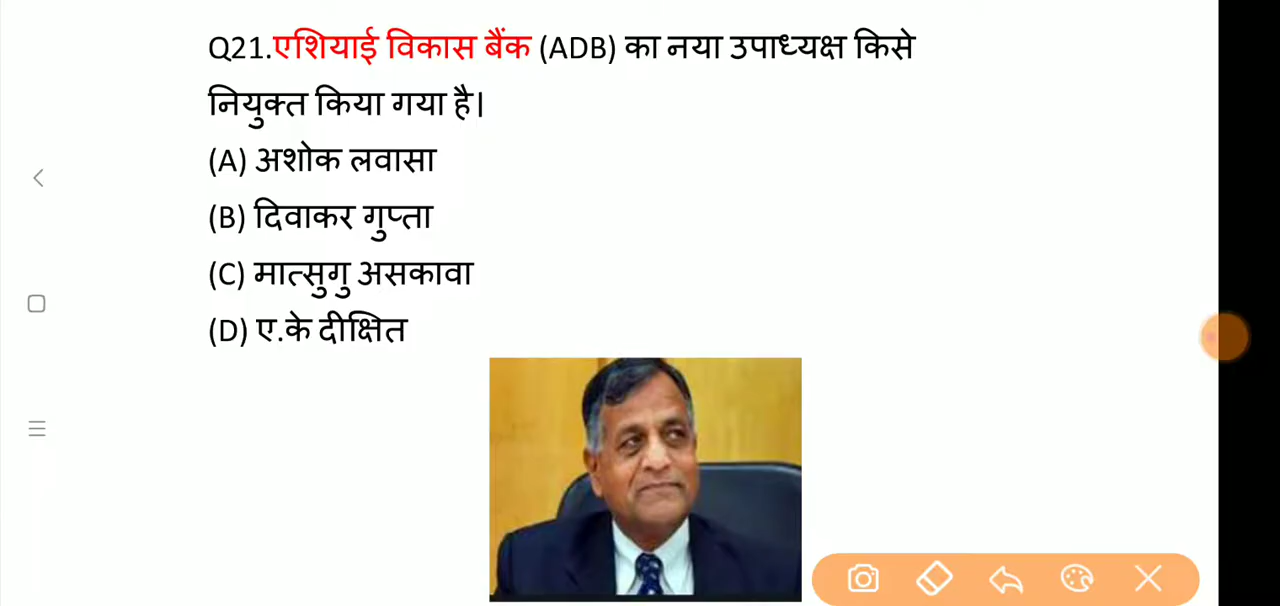 Q21.एशियाई विकास बैंक (ADB) का नया उपाध्यक्ष किसे
नियुक्त किया गया है।
(A) अशोक लवासा
(B) दिवाकर गुप्ता
(C) मात्सुगु असकावा
(D) ए.के दीक्षित